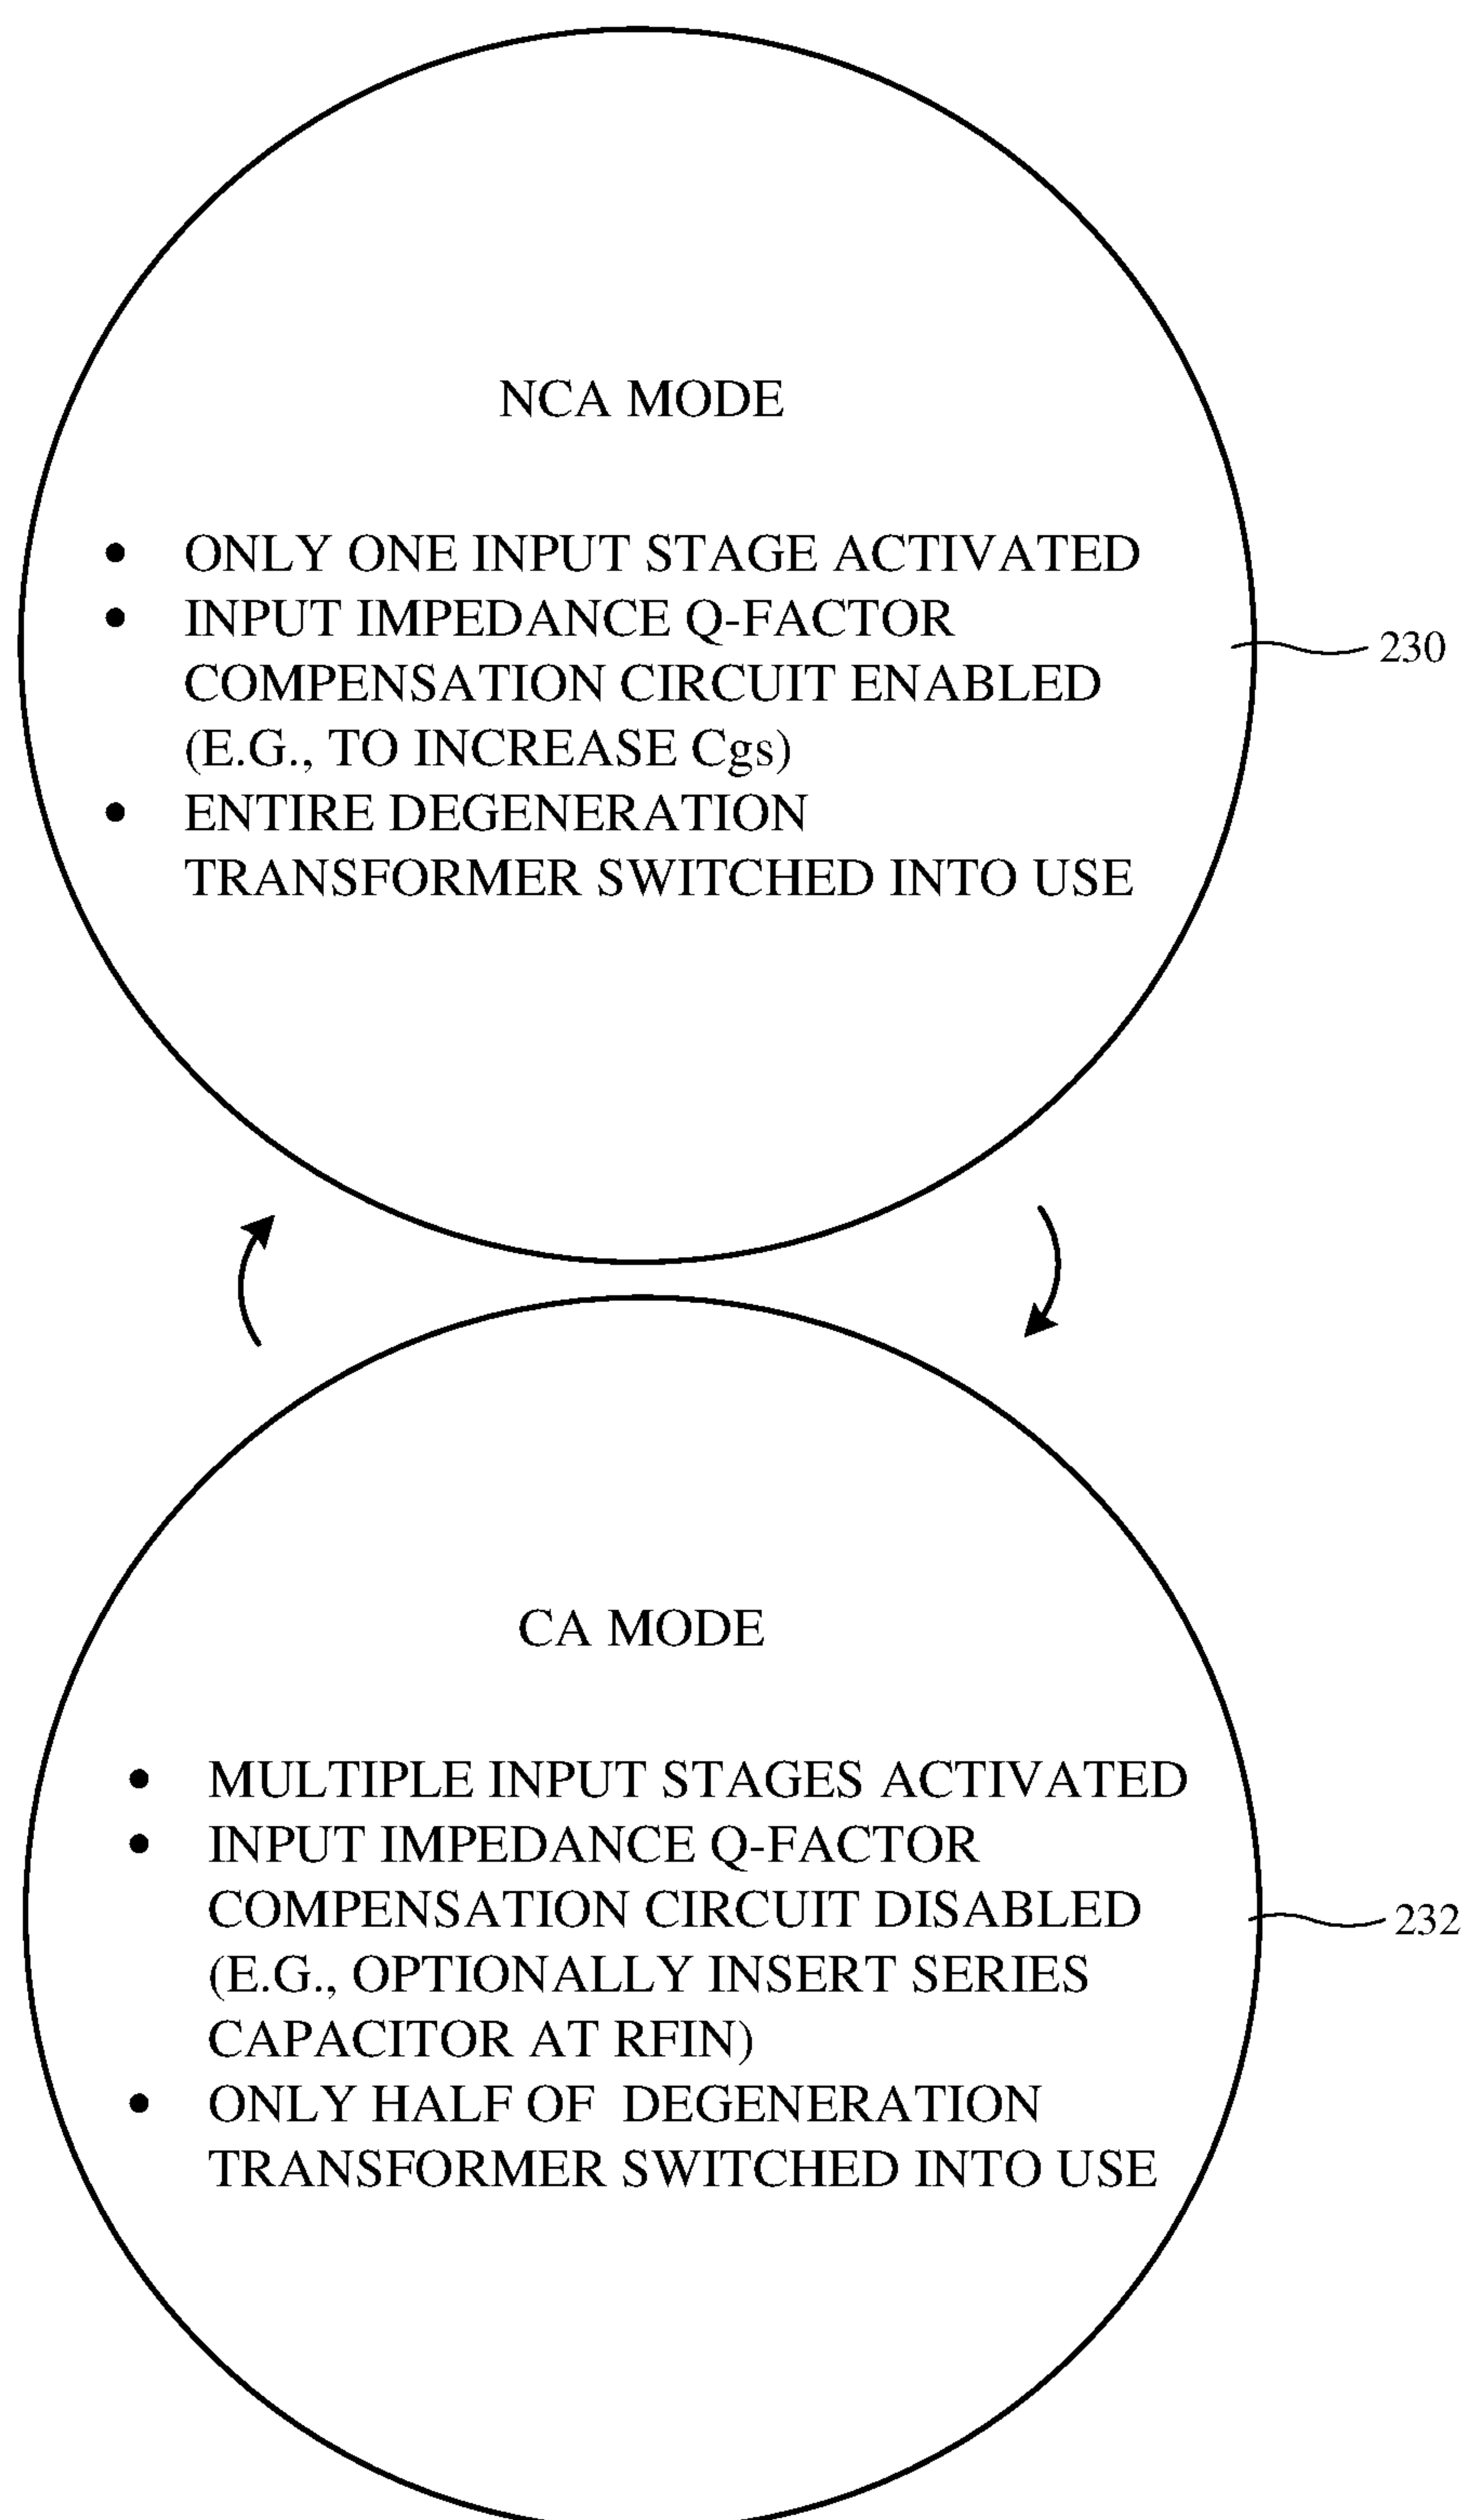 NCA MODE
• ONLY ONE INPUT STAGE ACTIVATED
• INPUT IMPEDANCE Q-FACTOR
COMPENSATION CIRCUIT ENABLED
(E.G., TO INCREASE Cgs)
• ENTIRE DEGENERATION
TRANSFORMER SWITCHED INTO USE
230
CA MODE
• MULTIPLE INPUT STAGES ACTIVATED
• INPUT IMPEDANCE Q-FACTOR
COMPENSATION CIRCUIT DISABLED
(E.G., OPTIONALLY INSERT SERIES
CAPACITOR AT RFIN)
• ONLY HALF OF DEGENERATION
TRANSFORMER SWITCHED INTO USE
232